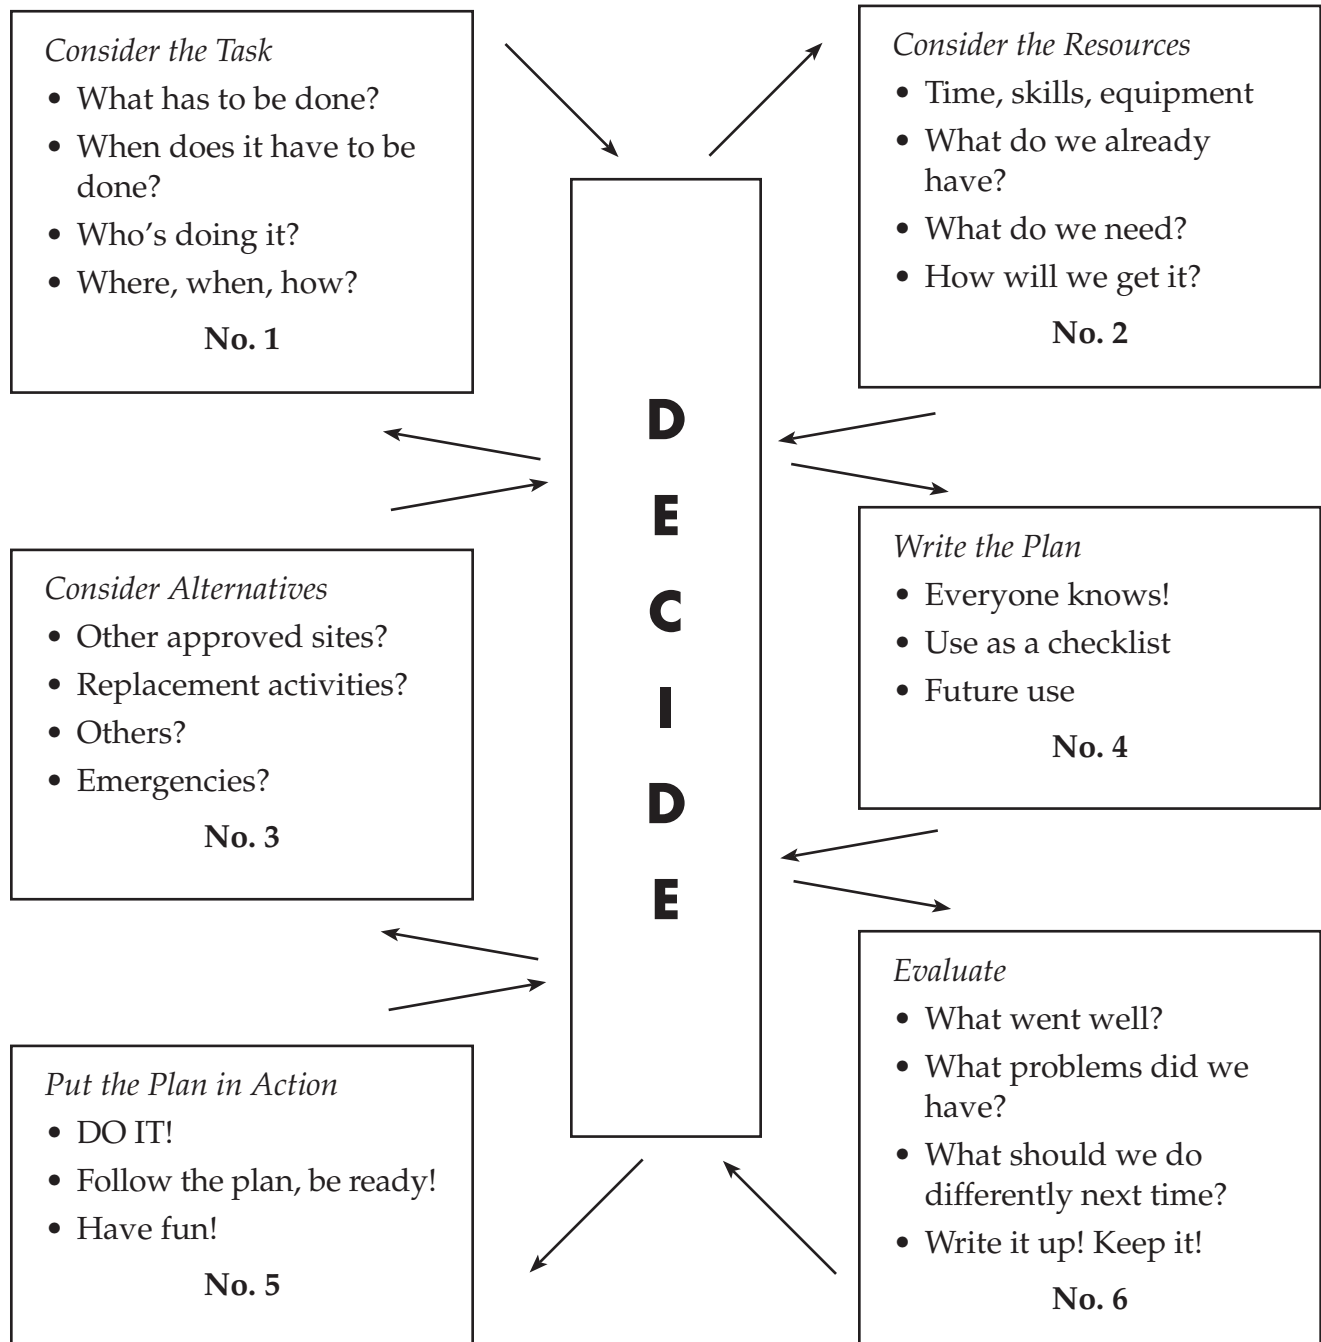 Consider the Task
• What has to be done?
• When does it have to be
done?
• Who’s doing it?
• Where, when, how?
No. 1
Consider the Resources
• Time, skills, equipment
• What do we already
have?
• What do we need?
• How will we get it?
No. 2
D
E
C
I
D
E
Consider Alternatives
• Other approved sites?
• Replacement activities?
• Others?
• Emergencies?
No. 3
Write the Plan
• Everyone knows!
• Use as a checklist
• Future use
No. 4
Put the Plan in Action
• DO IT!
• Follow the plan, be ready!
• Have fun!
No. 5
Evaluate
• What went well?
• What problems did we
have?
• What should we do
differently next time?
• Write it up! Keep it!
No. 6